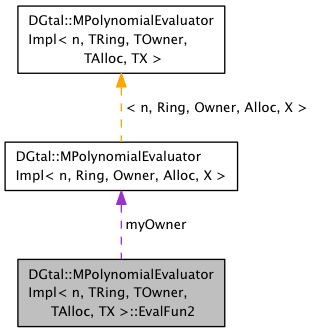 DGtal::MPolynomialEvaluator
Impl< n, TRing, TOwner,
TAlloc, TX >
< n, Ring, Owner, Alloc, X >
DGtal::MPolynomialEvaluator
Impl< n, Ring, Owner, Alloc, X >
myOwner
DGtal::MPolynomialEvaluator
Impl< n, TRing, TOwner,
TAlloc, TX >::EvalFun2